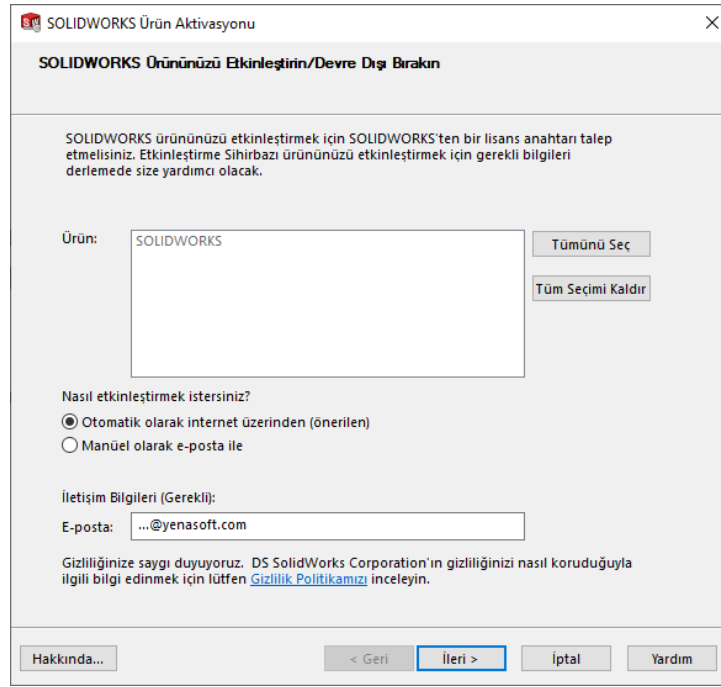 SOLIDWORKS Ürün Aktivasyonu
SOLIDWORKS Ürününüzü Etkinleştirin/Devre Dışı Bırakın
SOLIDWORKS ürününüzü etkinleştirmek için SOLIDWORKS'ten bir lisans anahtarı talep
etmelisiniz. Etkinleştirme Sihirbazı ürününüzü etkinleştirmek için gerekli bilgileri
derlemede size yardımcı olacak.
Ürün:
SOLIDWORKS
Tümünü Seç
Tüm Seçimi Kaldır
Nasıl etkinleştirmek istersiniz?
Otomatik olarak internet üzerinden (önerilen)
Manüel olarak e-posta ile
İletişim Bilgileri (Gerekli):
E-posta: ...@yenasoft.com
Gizliliğinize saygı duyuyoruz. DS SolidWorks Corporation'ın gizliliğinizi nasıl koruduğuyla
ilgili bilgi edinmek için lütfen Gizlilik Politikamızı inceleyin.
Hakkında... < Geri İleri > İptal Yardım